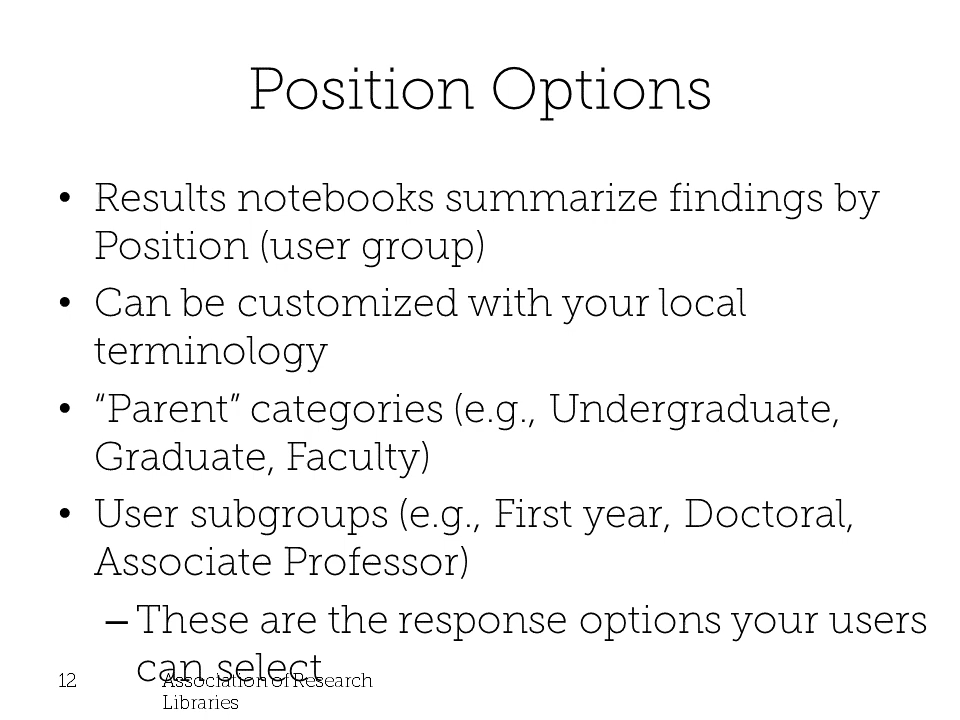 Position Options
• Results notebooks summarize findings by
Position (user group)
• Can be customized with your local
terminology
• “Parent” categories (e.g., Undergraduate,
Graduate, Faculty)
• User subgroups (e.g., First year, Doctoral,
Associate Professor)
– These are the response options your users
can select
12
Association of Research
Libraries